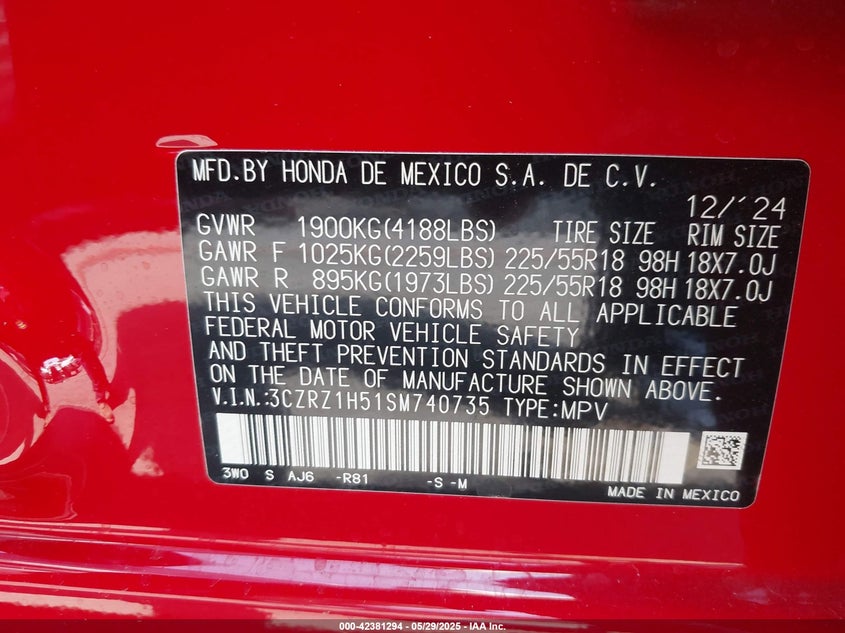 MFD.BY HONDA DE MEXICO S.A. DE C.V.
12/'24
GVWR 1900KG(4188LBS) TIRE SIZE RIM SIZE
GAWR F 1025KG(2259LBS) 225/55R18 98H 18X7.0J
GAWR R 895KG(1973LBS) 225/55R18 98H 18X7.0J
THIS VEHICLE CONFORMS TO ALL APPLICABLE
FEDERAL MOTOR VEHICLE SAFETY
AND THEFT PREVENTION STANDARDS IN EFFECT
ON THE DATE OF MANUFACTURE SHOWN ABOVE.
V.I.N.:3CZRZ1H51SM740735 TYPE:MPV
3W0 S AJ6 -R81 -S -M
MADE IN MEXICO
000-42381294 - 05/29/2025 - IAA Inc.